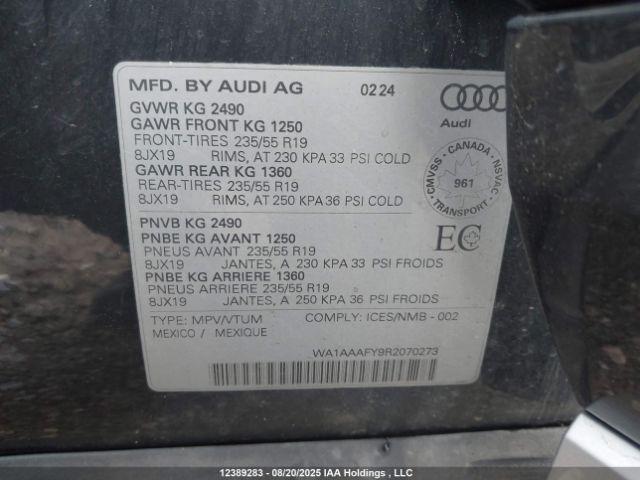 MFD. BY AUDI AG 02 24
GVWR KG 2490
GAWR FRONT KG 1250
FRONT-TIRES 235/55 R19
8JX19 RIMS, AT 230 KPA 33 PSI COLD
GAWR REAR KG 1360
REAR-TIRES 235/55 R19
8JX19 RIMS, AT 250 KPA 36 PSI COLD
Audi
CMVSS - CANADA - NSVAC
961
TRANSPORT
PNVB KG 2490
PNBE KG AVANT 1250
PNEUS AVANT 235/55 R19
8JX19 JANTES, A 230 KPA 33 PSI FROIDS
PNBE KG ARRIERE 1360
PNEUS ARRIERE 235/55 R19
8JX19 JANTES, A 250 KPA 36 PSI FROIDS
EC
TYPE: MPV/VTUM COMPLY: ICES/NMB - 002
MEXICO / MEXIQUE
WA1AAAFY9R2070273
12389283 - 08/20/2025 IAA Holdings , LLC